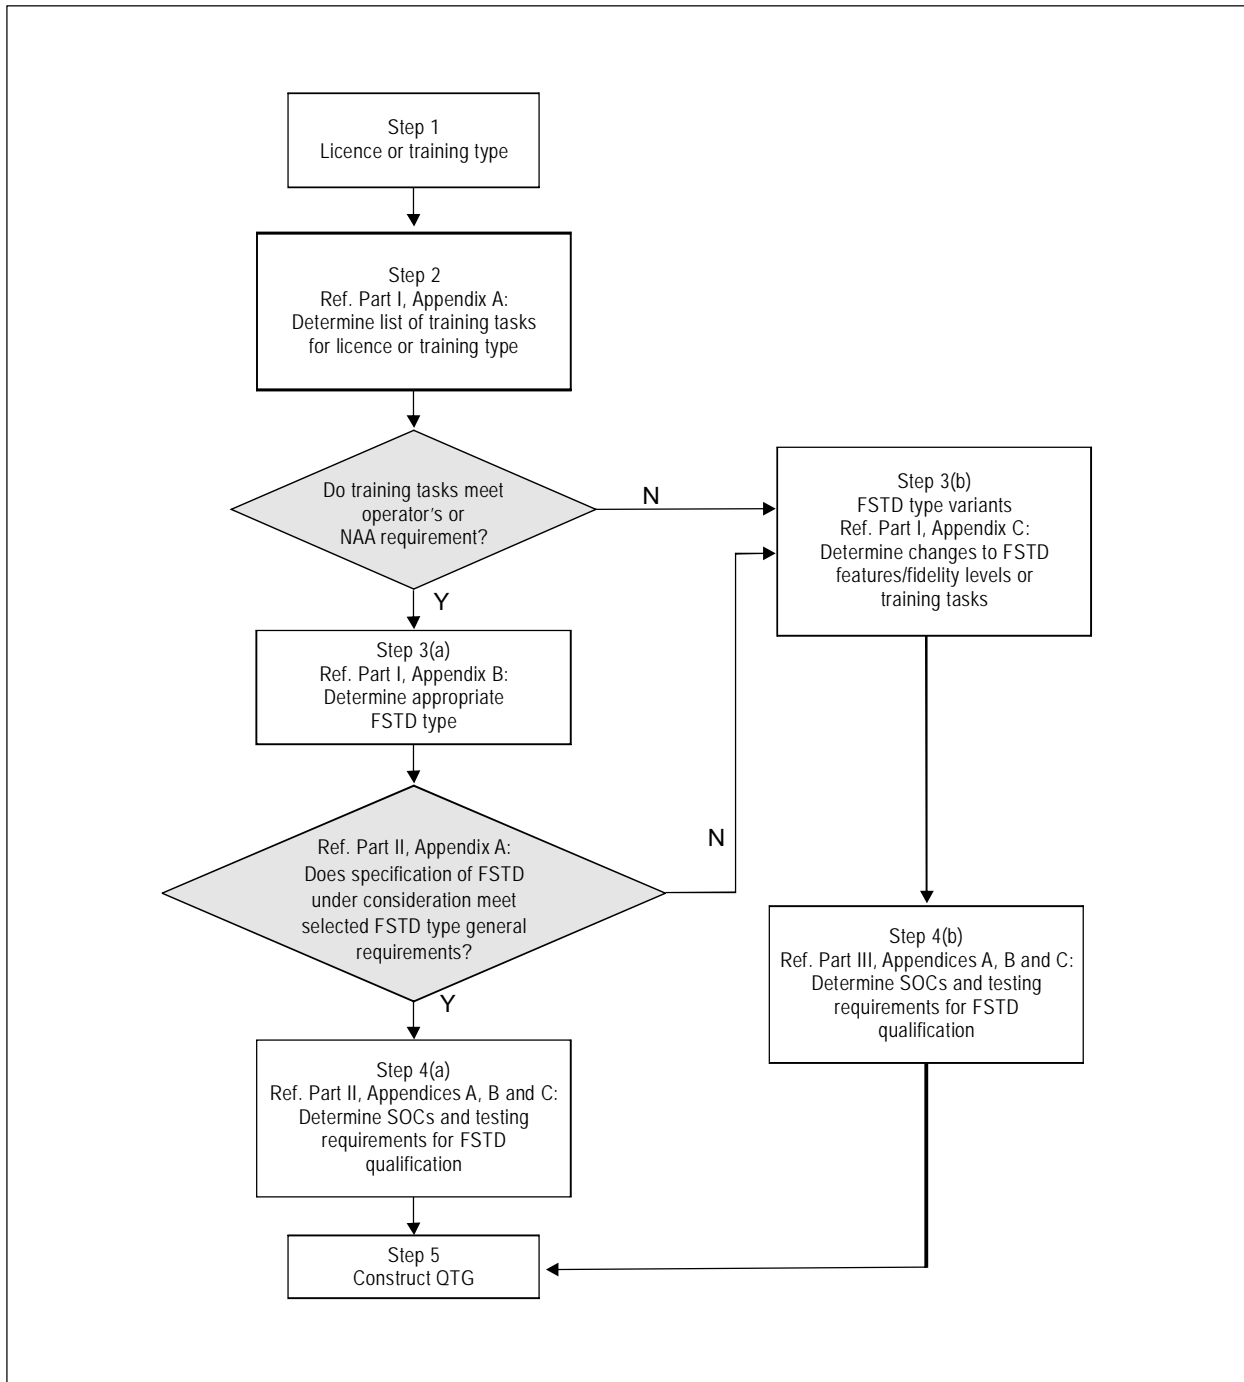 Step 1
Licence or training type
Step 2
Ref. Part I, Appendix A:
Determine list of training tasks
for licence or training type
Do training tasks meet
operator’s or
NAA requirement?
N
Y
Step 3(a)
Ref. Part I, Appendix B:
Determine appropriate
FSTD type
Step 3(b)
FSTD type variants
Ref. Part I, Appendix C:
Determine changes to FSTD
features/fidelity levels or
training tasks
Ref. Part II, Appendix A:
Does specification of FSTD
under consideration meet
selected FSTD type general
requirements?
N
Y
Step 4(a)
Ref. Part II, Appendices A, B and C:
Determine SOCs and testing
requirements for FSTD
qualification
Step 4(b)
Ref. Part III, Appendices A, B and C:
Determine SOCs and testing
requirements for FSTD
qualification
Step 5
Construct QTG